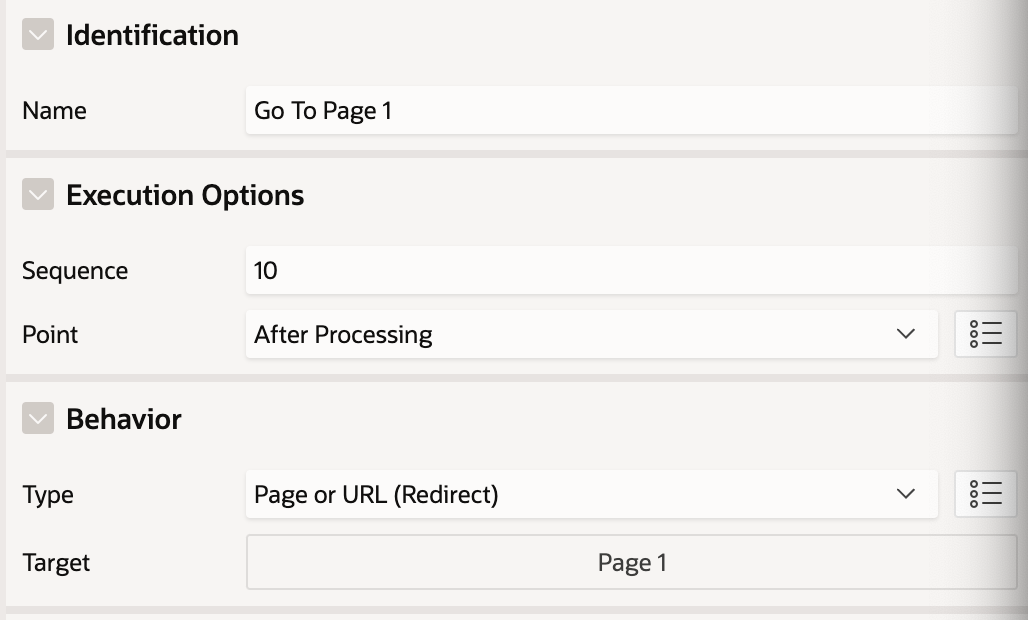 Identification
Name Go To Page 1
Execution Options
Sequence 10
Point After Processing
Behavior
Type Page or URL (Redirect)
Target Page 1